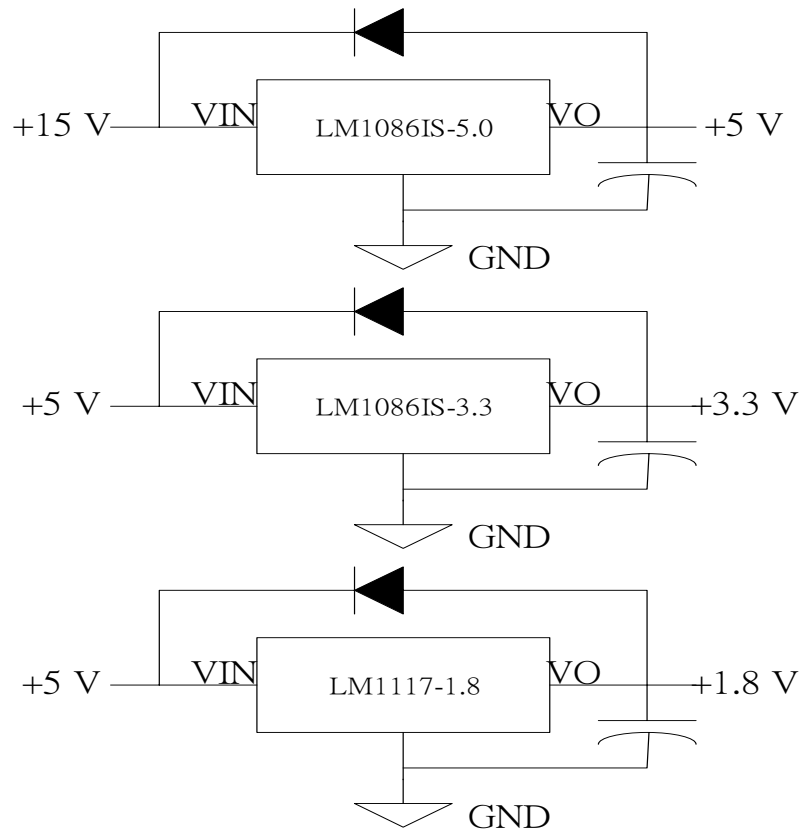 +15 V VIN LM1086IS-5.0 VO +5 V
GND
+5 V VIN LM1086IS-3.3 VO +3.3 V
GND
+5 V VIN LM1117-1.8 VO +1.8 V
GND